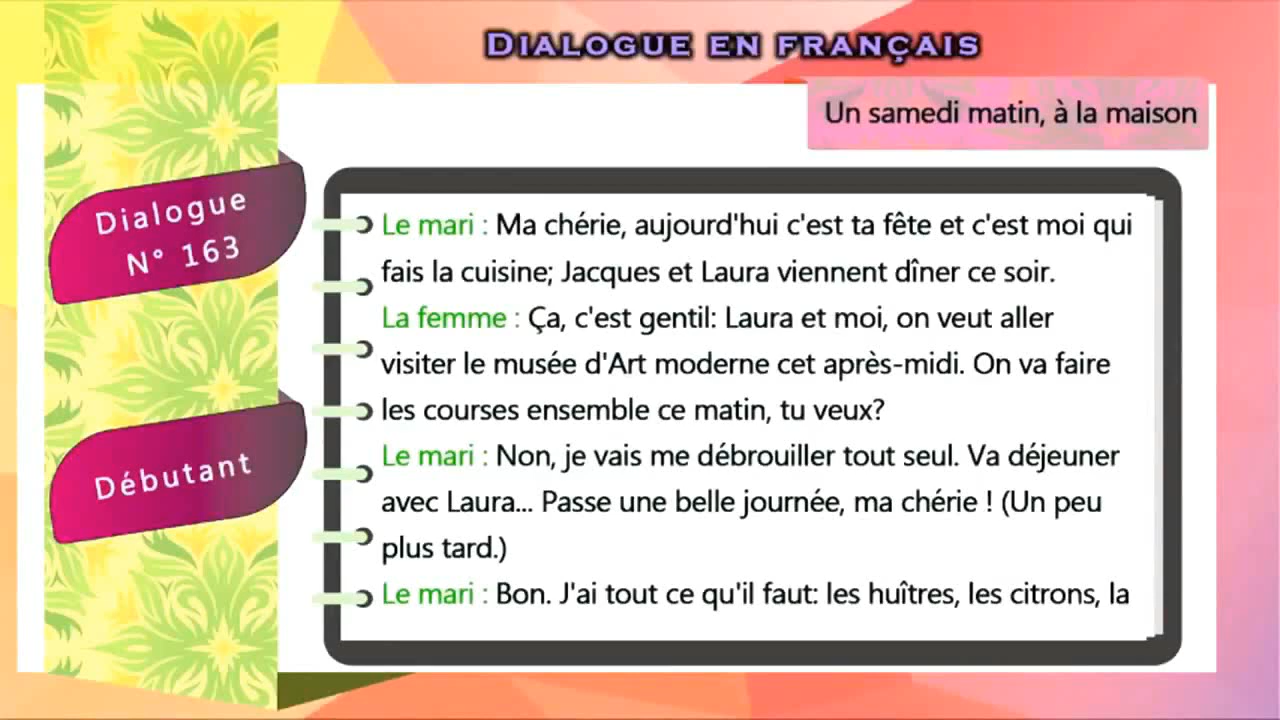 DIALOGUE EN FRANÇAIS
Un samedi matin, à la maison
Dialogue
N° 163
Débutant
Le mari : Ma chérie, aujourd'hui c'est ta fête et c'est moi qui
fais la cuisine; Jacques et Laura viennent dîner ce soir.
La femme : Ça, c'est gentil: Laura et moi, on veut aller
visiter le musée d'Art moderne cet après-midi. On va faire
les courses ensemble ce matin, tu veux?
Le mari : Non, je vais me débrouiller tout seul. Va déjeuner
avec Laura... Passe une belle journée, ma chérie ! (Un peu
plus tard.)
Le mari : Bon. J'ai tout ce qu'il faut: les huîtres, les citrons, la